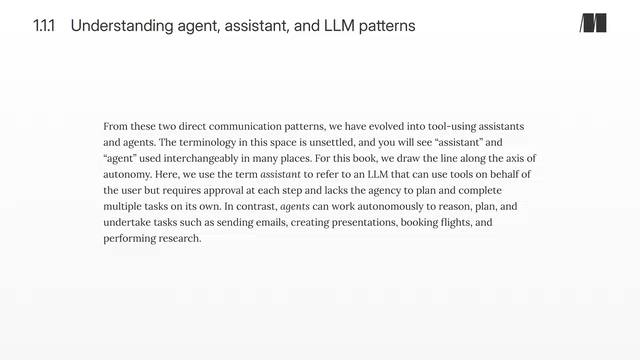 1.1.1 Understanding agent, assistant, and LLM patterns
From these two direct communication patterns, we have evolved into tool-using assistants
and agents. The terminology in this space is unsettled, and you will see “assistant” and
“agent” used interchangeably in many places. For this book, we draw the line along the axis of
autonomy. Here, we use the term assistant to refer to an LLM that can use tools on behalf of
the user but requires approval at each step and lacks the agency to plan and complete
multiple tasks on its own. In contrast, agents can work autonomously to reason, plan, and
undertake tasks such as sending emails, creating presentations, booking flights, and
performing research.